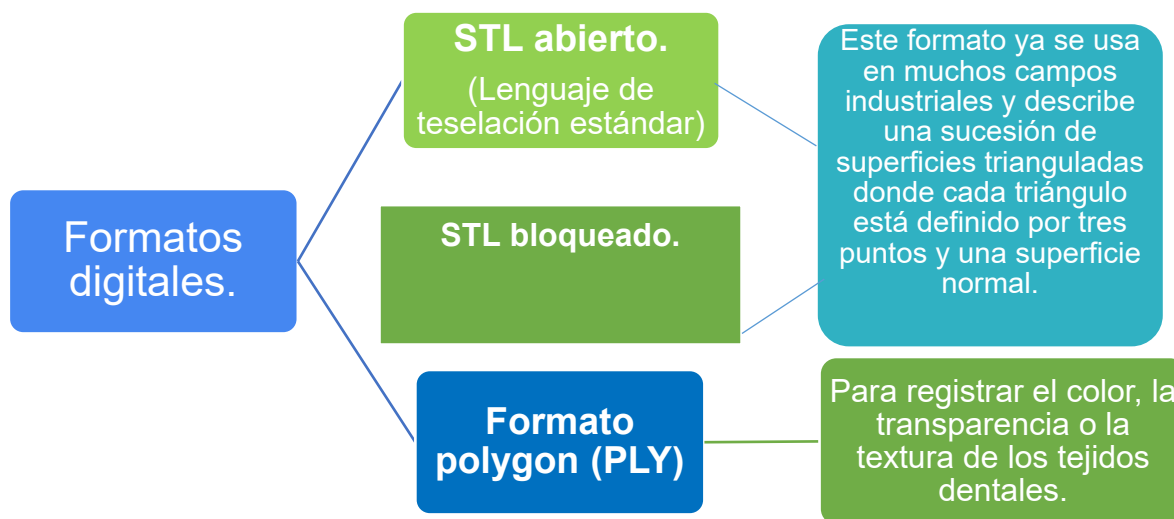 Formatos
digitales.
STL abierto.
(Lenguaje de
teselación estándar)
STL bloqueado.
Formato
polygon (PLY)
Este formato ya se usa
en muchos campos
industriales y describe
una sucesión de
superficies trianguladas
donde cada triángulo
está definido por tres
puntos y una superficie
normal.
Para registrar el color, la
transparencia o la
textura de los tejidos
dentales.